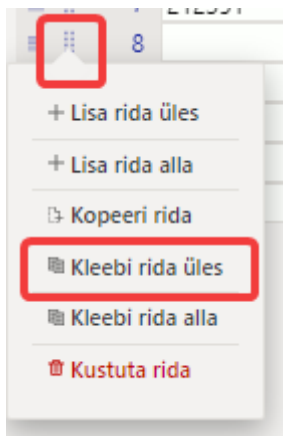 8
Lisa rida üles
Lisa rida alla
Kopeeri rida
Kleebi rida üles
Kleebi rida alla
Kustuta rida